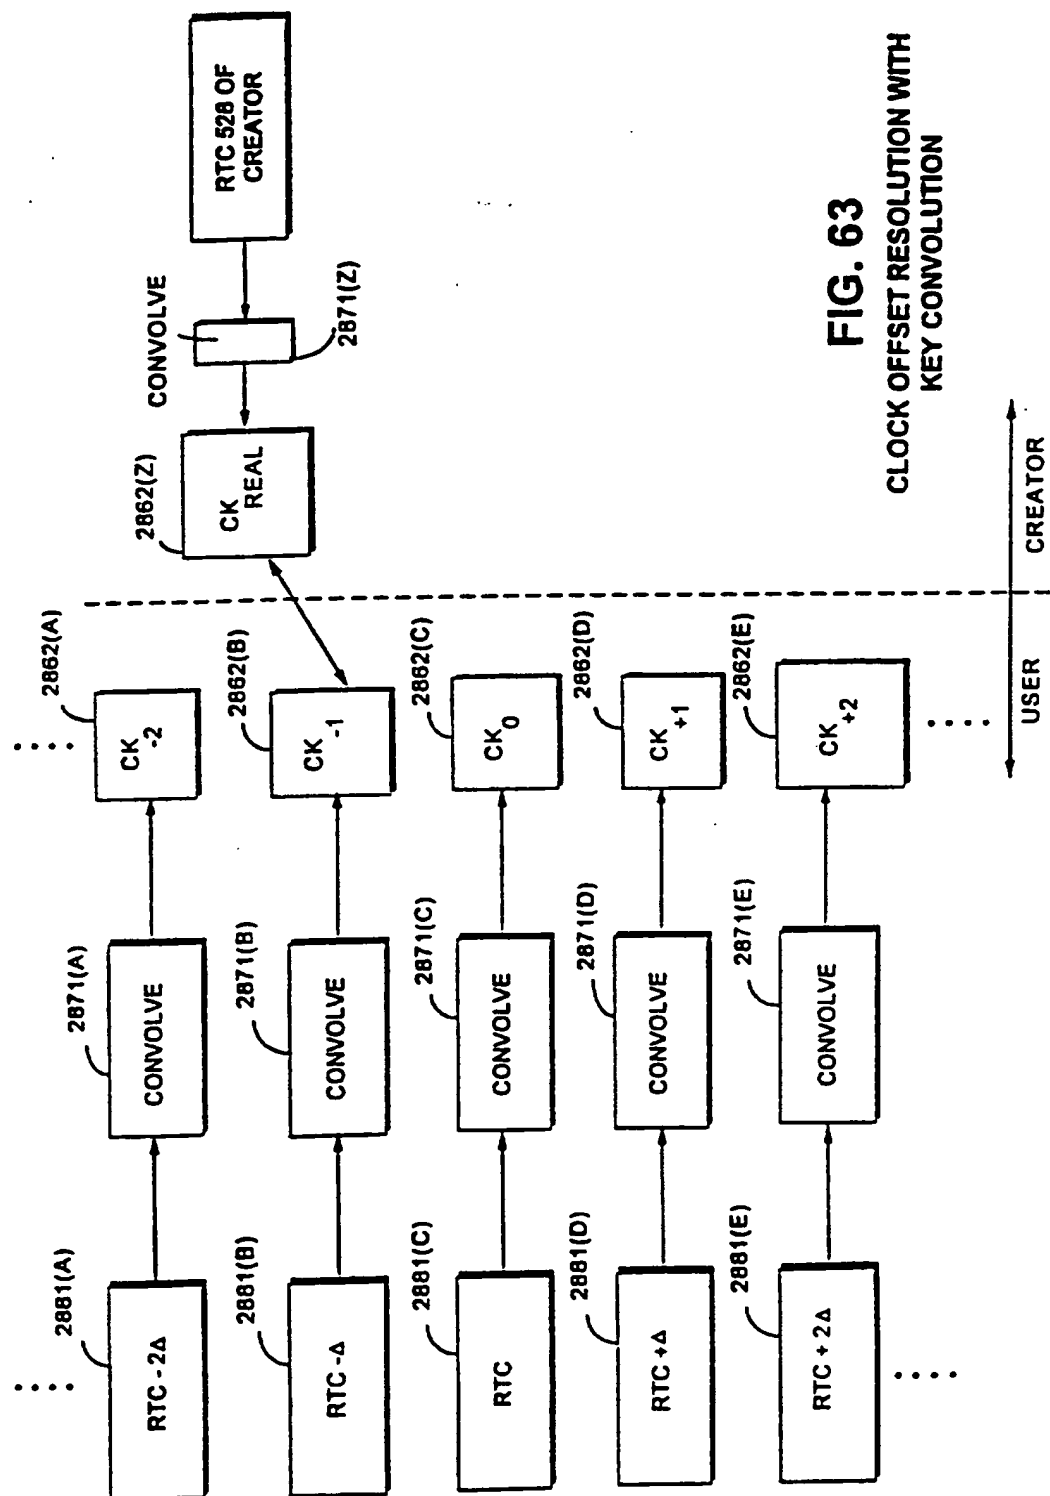 ....
....
2881(A)
2871(A)
2862(A)
RTC - 2Δ
CONVOLVE
CK -2
2881(B)
2871(B)
2862(B)
RTC -Δ
CONVOLVE
CK -1
2881(C)
2871(C)
2862(C)
RTC
CONVOLVE
CK 0
2881(D)
2871(D)
2862(D)
RTC +Δ
CONVOLVE
CK +1
2881(E)
2871(E)
2862(E)
RTC + 2Δ
CONVOLVE
CK +2
....
....
2862(Z)
CK REAL
CONVOLVE
2871(Z)
RTC 528 OF
CREATOR
USER
CREATOR
FIG. 63
CLOCK OFFSET RESOLUTION WITH
KEY CONVOLUTION